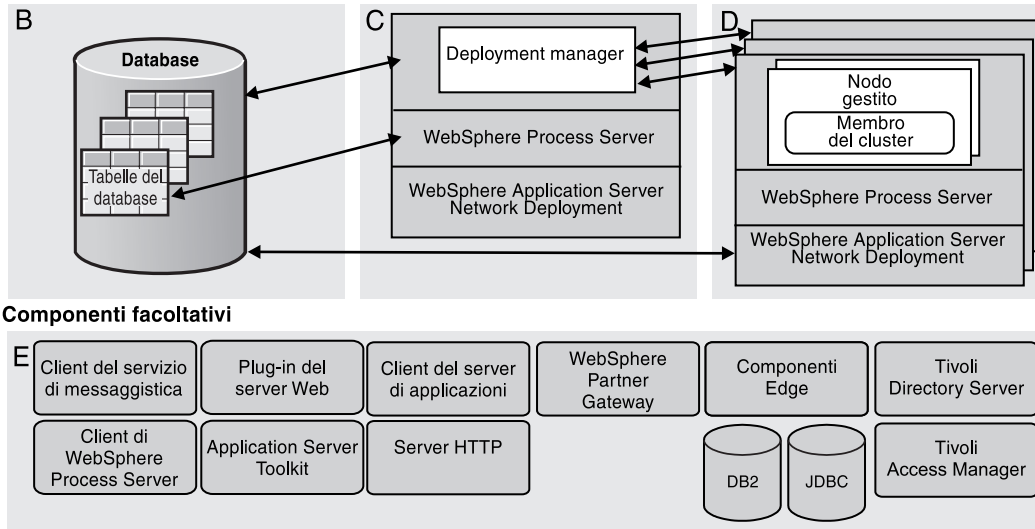 B
Database
Tabelle del
database
C
Deployment manager
WebSphere Process Server
WebSphere Application Server
Network Deployment
D
Nodo
gestito
Membro
del cluster
WebSphere Process Server
WebSphere Application Server
Network Deployment
Componenti facoltativi
E
Client del servizio
di messaggistica
Plug-in del
server Web
Client del server
di applicazioni
WebSphere
Partner
Gateway
Componenti
Edge
Tivoli
Directory Server
Client di
WebSphere
Process Server
Application Server
Toolkit
Server HTTP
DB2
JDBC
Tivoli
Access Manager